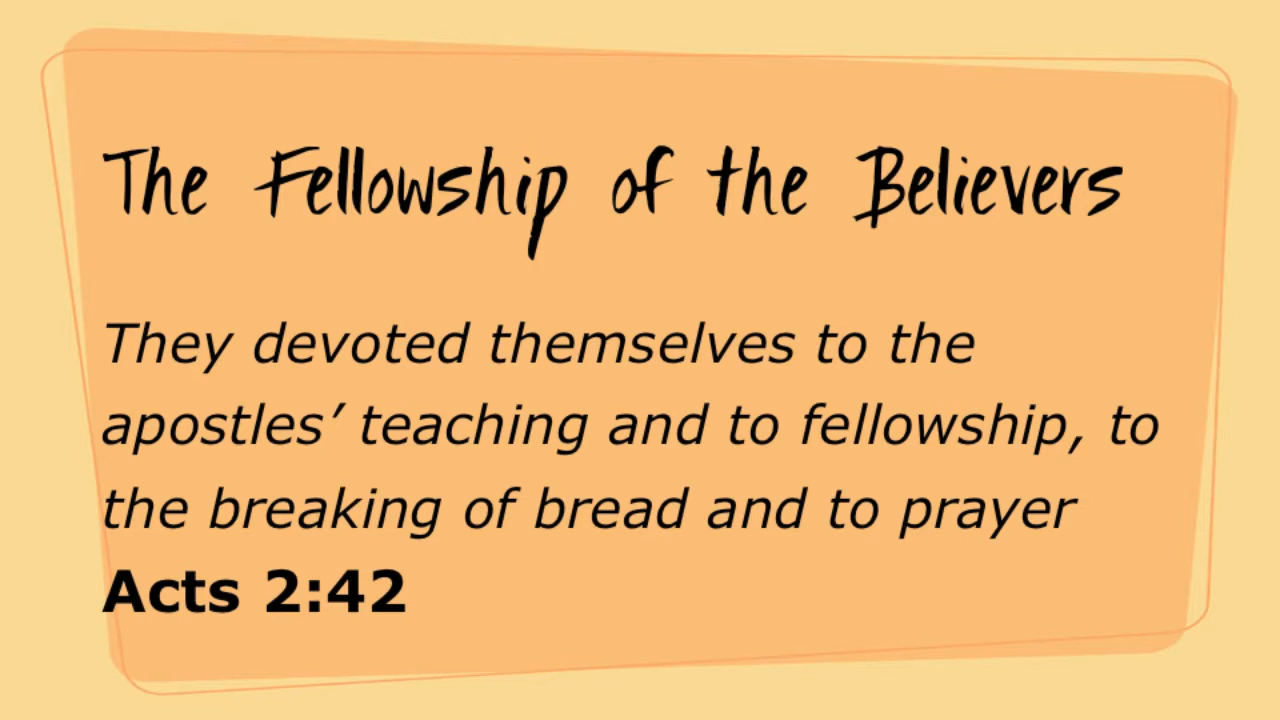 The Fellowship of the Believers
They devoted themselves to the
apostles’ teaching and to fellowship, to
the breaking of bread and to prayer
Acts 2:42